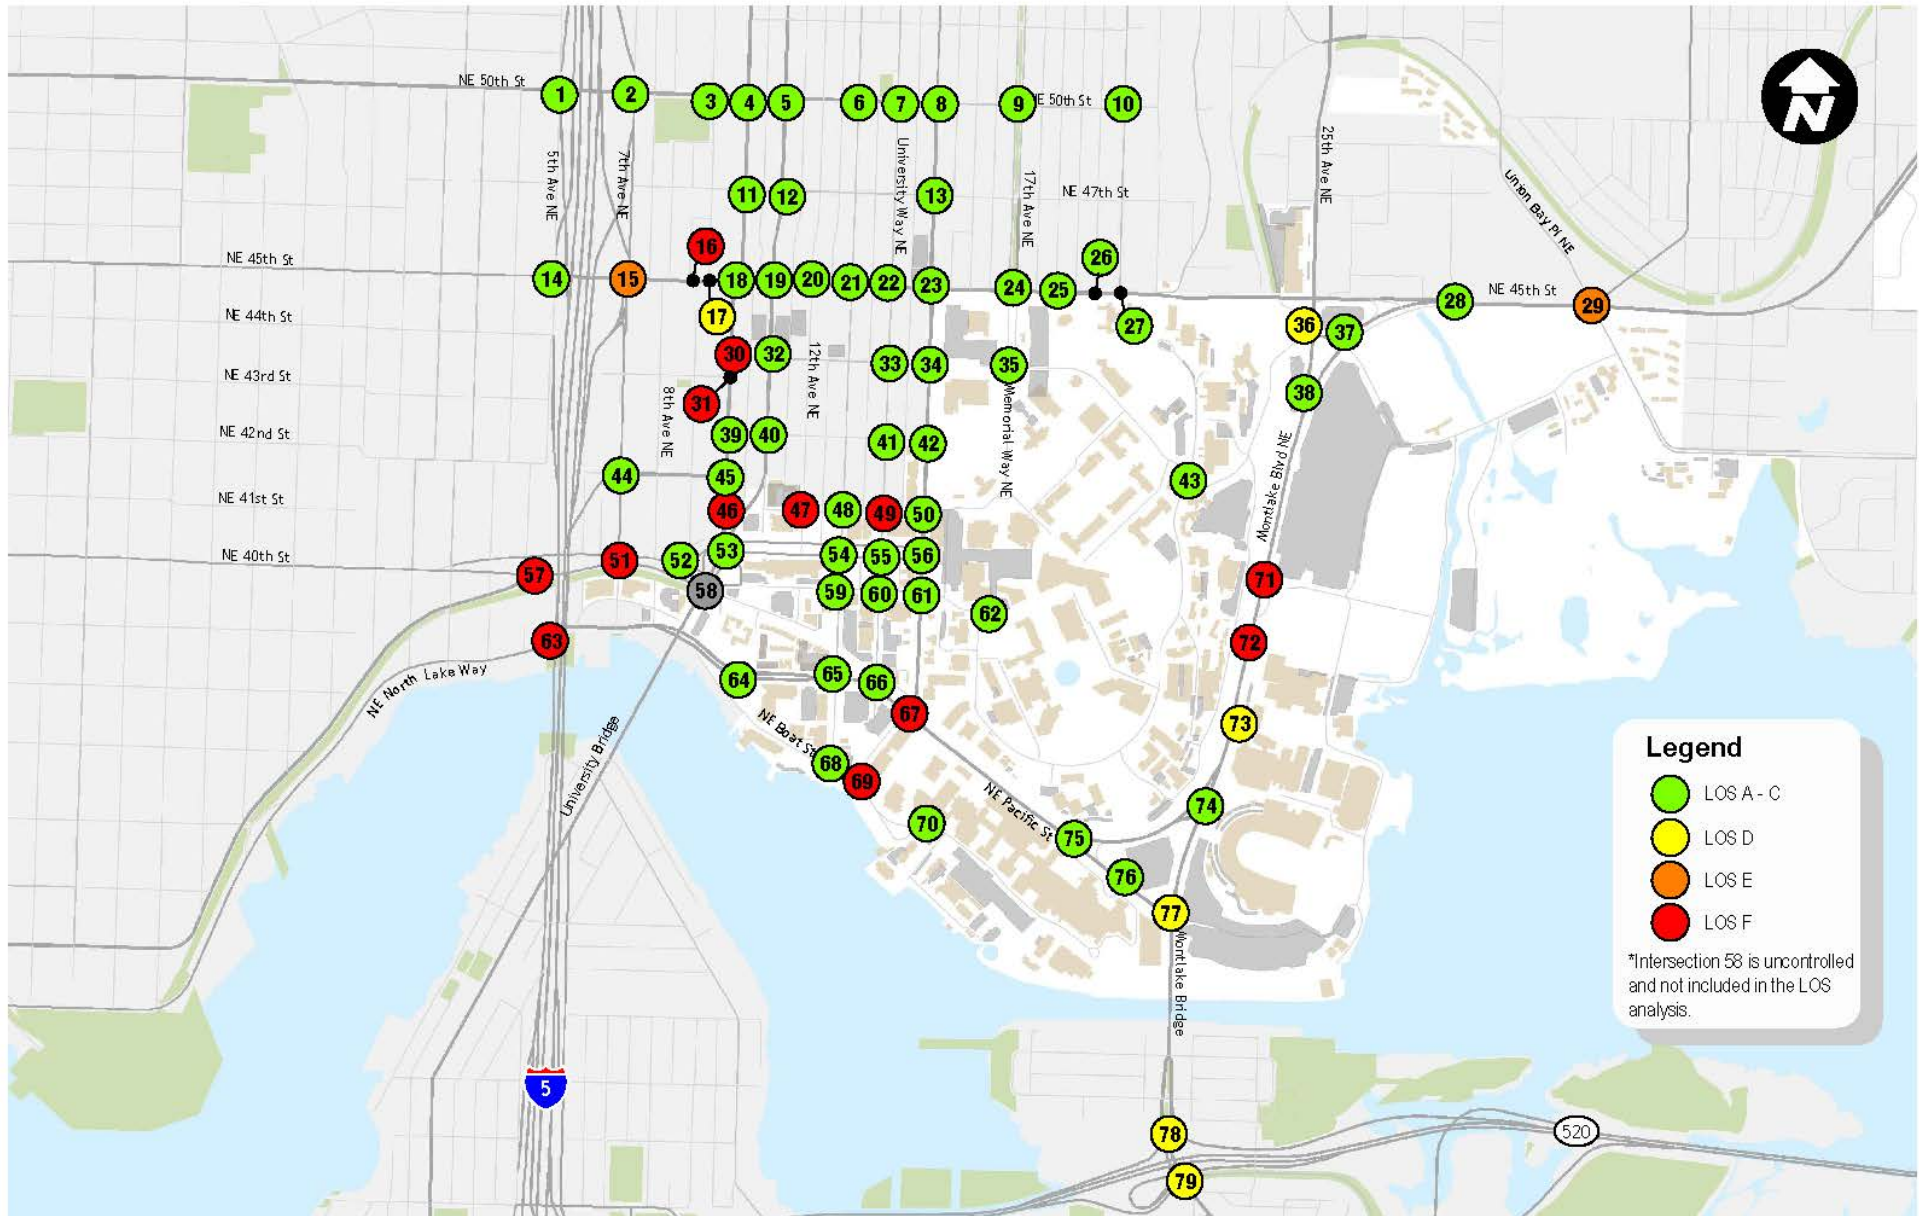 NE 50th St
1
2
3
4
5
6
7
8
9
E 50th St
10
5th Ave NE
7th Ave NE
University Way NE
17th Ave NE
NE 47th St
25th Ave NE
Union Bay Pl NE
11
12
13
16
26
NE 45th St
14
15
18
19
20
21
22
23
24
25
28
NE 45th St
29
NE 44th St
17
27
36
37
30
32
12th Ave NE
33
34
35
NE 43rd St
31
8th Ave NE
38
Memorial Way NE
NE 42nd St
39
40
41
42
Montlake Blvd NE
44
45
43
NE 41st St
46
47
48
49
50
NE 40th St
57
51
52
53
54
55
56
58
59
60
61
62
71
63
72
NE North Lake Way
64
65
66
67
NE Boat St
University Bridge
73
68
69
70
NE Pacific St
74
75
76
77
Montlake Bridge
5
78
79
520
N
Legend
LOS A - C
LOS D
LOS E
LOS F
*Intersection 58 is uncontrolled
and not included in the LOS
analysis.